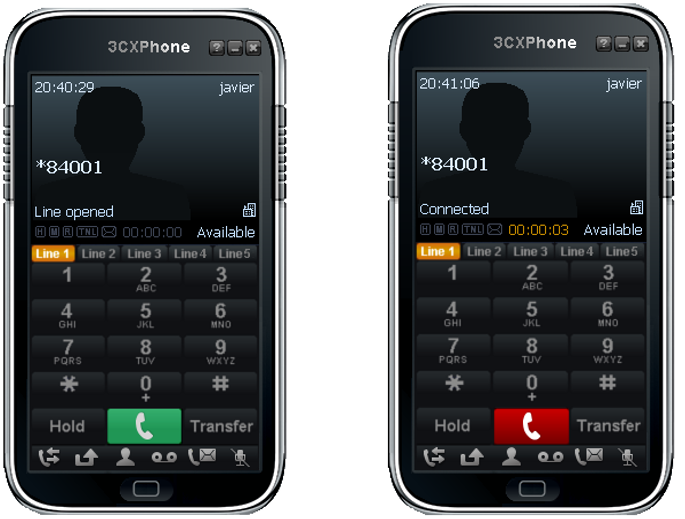 3CXPhone
20:40:29 javier
*84001
Line opened
H M R TNL 00:00:00 Available
Line 1 Line 2 Line 3 Line 4 Line5
1 2 3
ABC DEF
4 5 6
GHI JKL MNO
7 8 9
PQRS TUV WXYZ
* 0 #
+
Hold Transfer
3CXPhone
20:41:06 javier
*84001
Connected
H M R TNL 00:00:03 Available
Line 1 Line 2 Line 3 Line 4 Line5
1 2 3
ABC DEF
4 5 6
GHI JKL MNO
7 8 9
PQRS TUV WXYZ
* 0 #
+
Hold Transfer